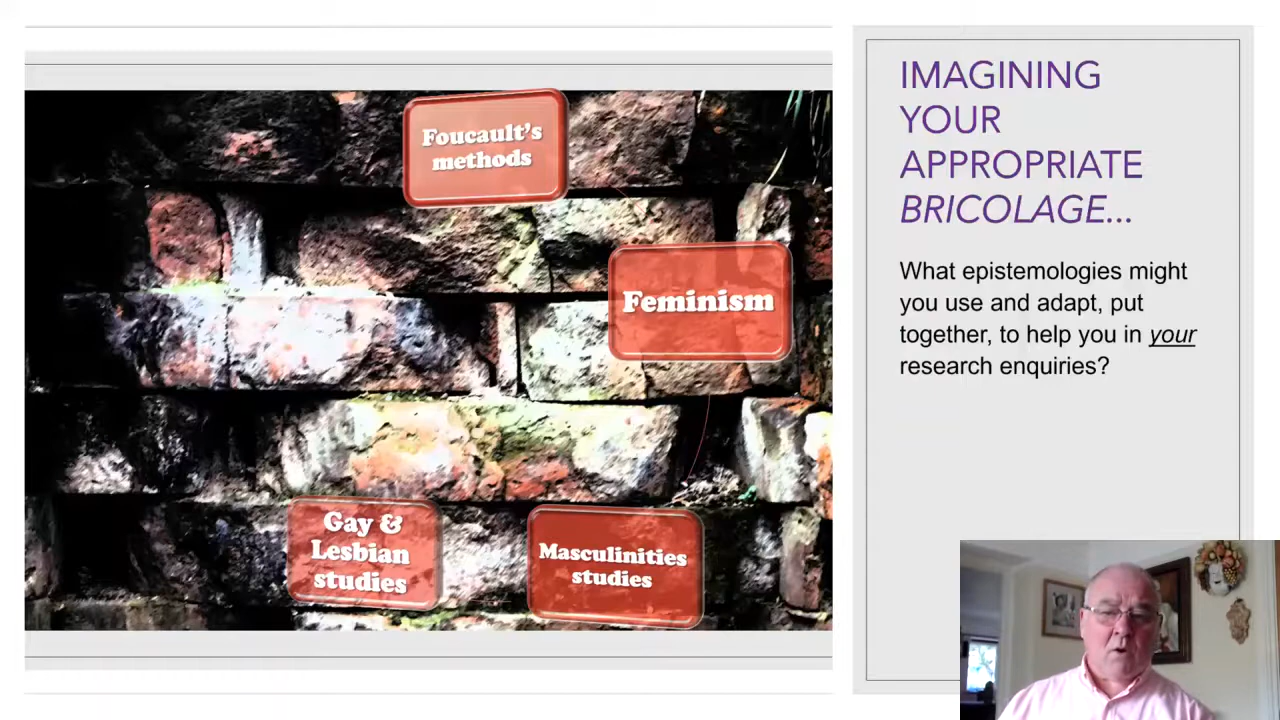 Foucault's
methods
Feminism
Gay &
Lesbian
studies
Masculinities
studies
IMAGINING
YOUR
APPROPRIATE
BRICOLAGE...
What epistemologies might
you use and adapt, put
together, to help you in your
research enquiries?